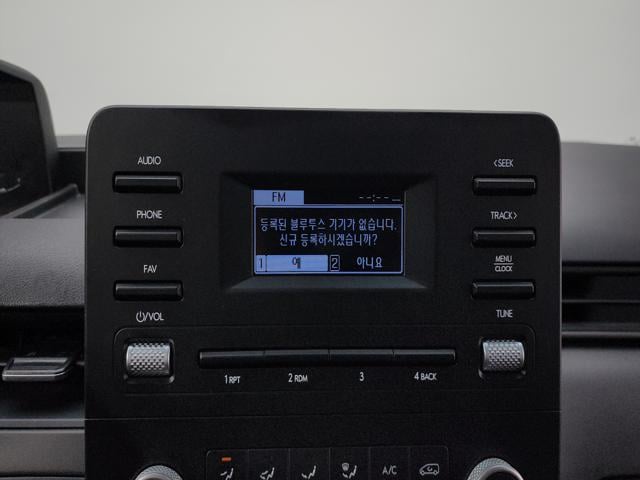 AUDIO
<SEEK
FM --:--
PHONE
TRACK>
등록된 블루투스 기기가 없습니다.
신규 등록하시겠습니까?
1 예 2 아니요
FAV
MENU
CLOCK
/VOL
TUNE
1 RPT 2 RDM 3 4 BACK
A/C